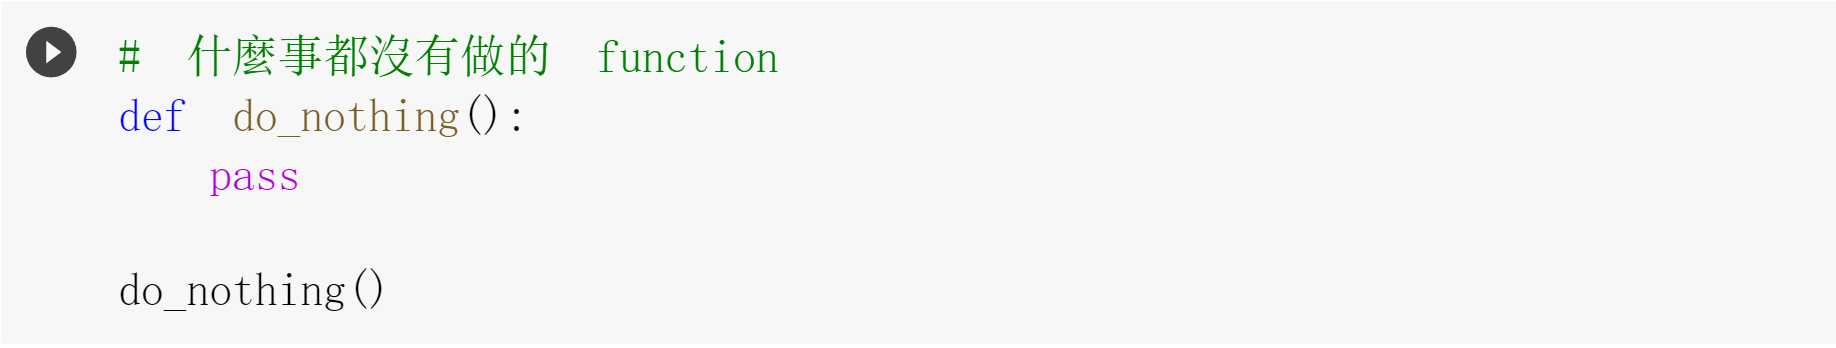 # 什麼事都沒有做的 function
def do_nothing():
    pass
do_nothing()